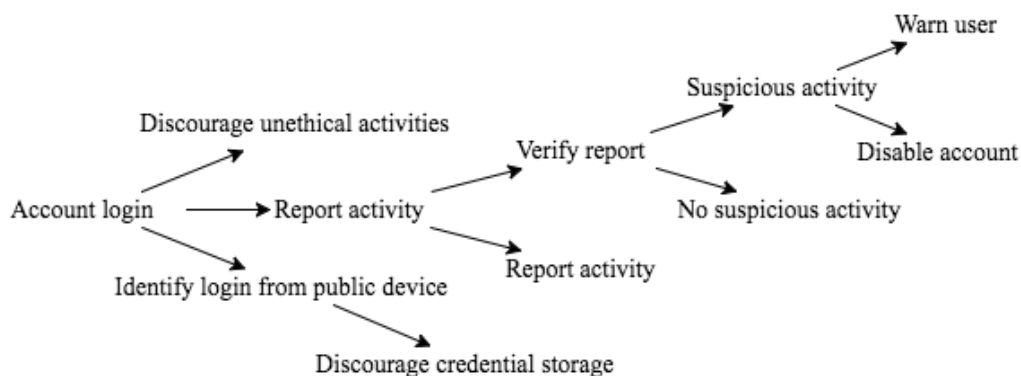 Warn user
Suspicious activity
Discourage unethical activities
Verify report
Disable account
Account login
Report activity
No suspicious activity
Report activity
Identify login from public device
Discourage credential storage